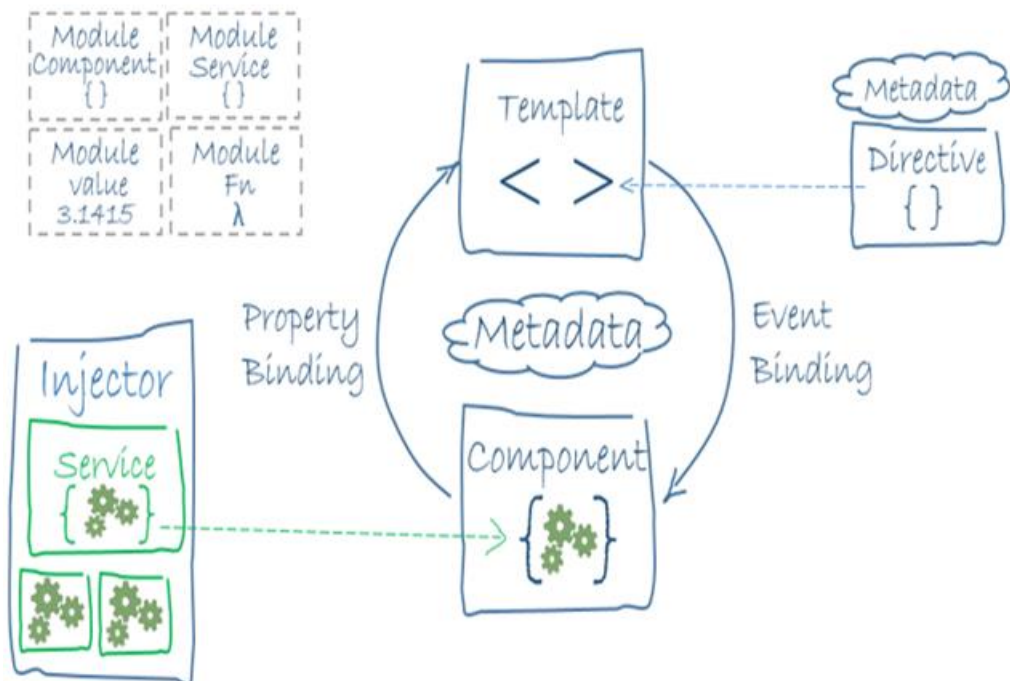 Module
Component
{ }
Module
Service
{ }
Module
value
3.1415
Module
Fn
λ
Template
< >
Metadata
Directive
{ }
Property
Binding
Metadata
Event
Binding
Injector
Service
{ }
Component
{ }